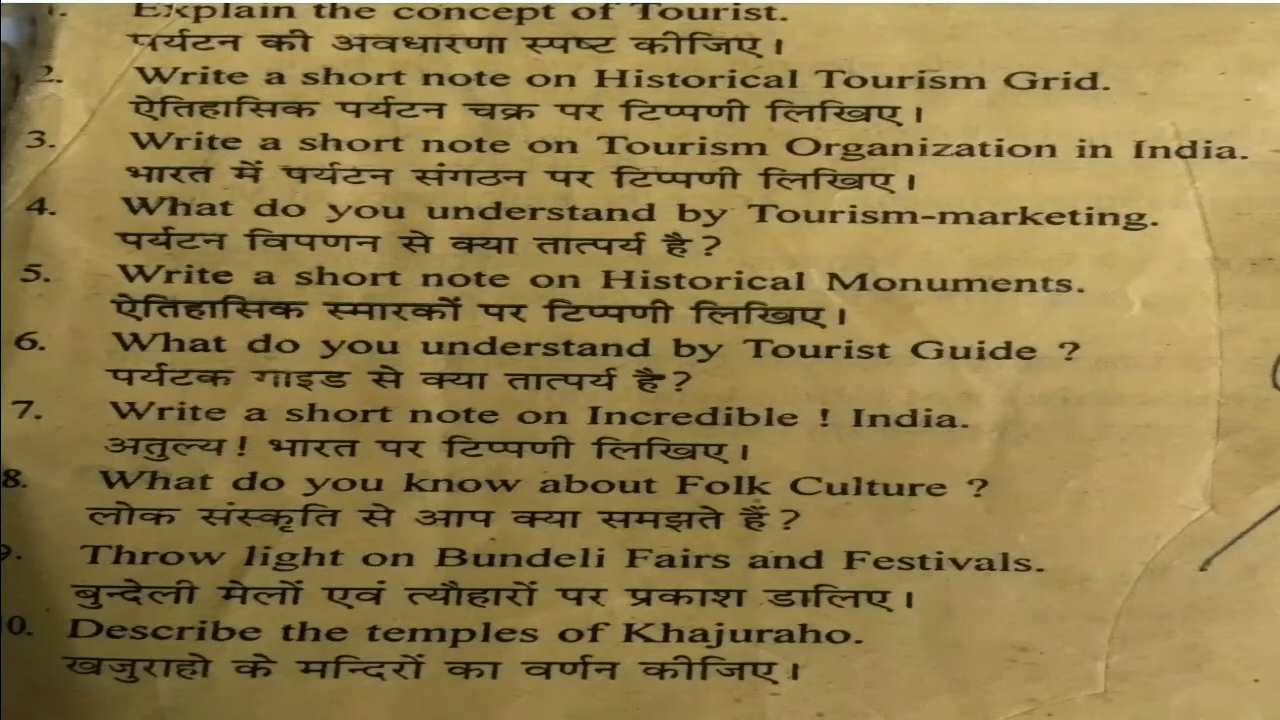 1. Explain the concept of Tourist.
पर्यटन की अवधारणा स्पष्ट कीजिए।
2. Write a short note on Historical Tourism Grid.
ऐतिहासिक पर्यटन चक्र पर टिप्पणी लिखिए।
3. Write a short note on Tourism Organization in India.
भारत में पर्यटन संगठन पर टिप्पणी लिखिए।
4. What do you understand by Tourism-marketing.
पर्यटन विपणन से क्या तात्पर्य है?
5. Write a short note on Historical Monuments.
ऐतिहासिक स्मारकों पर टिप्पणी लिखिए।
6. What do you understand by Tourist Guide ?
पर्यटक गाइड से क्या तात्पर्य है?
7. Write a short note on Incredible ! India.
अतुल्य! भारत पर टिप्पणी लिखिए।
8. What do you know about Folk Culture ?
लोक संस्कृति से आप क्या समझते हैं?
9. Throw light on Bundeli Fairs and Festivals.
बुन्देली मेलों एवं त्यौहारों पर प्रकाश डालिए।
0. Describe the temples of Khajuraho.
खजुराहो के मन्दिरों का वर्णन कीजिए।